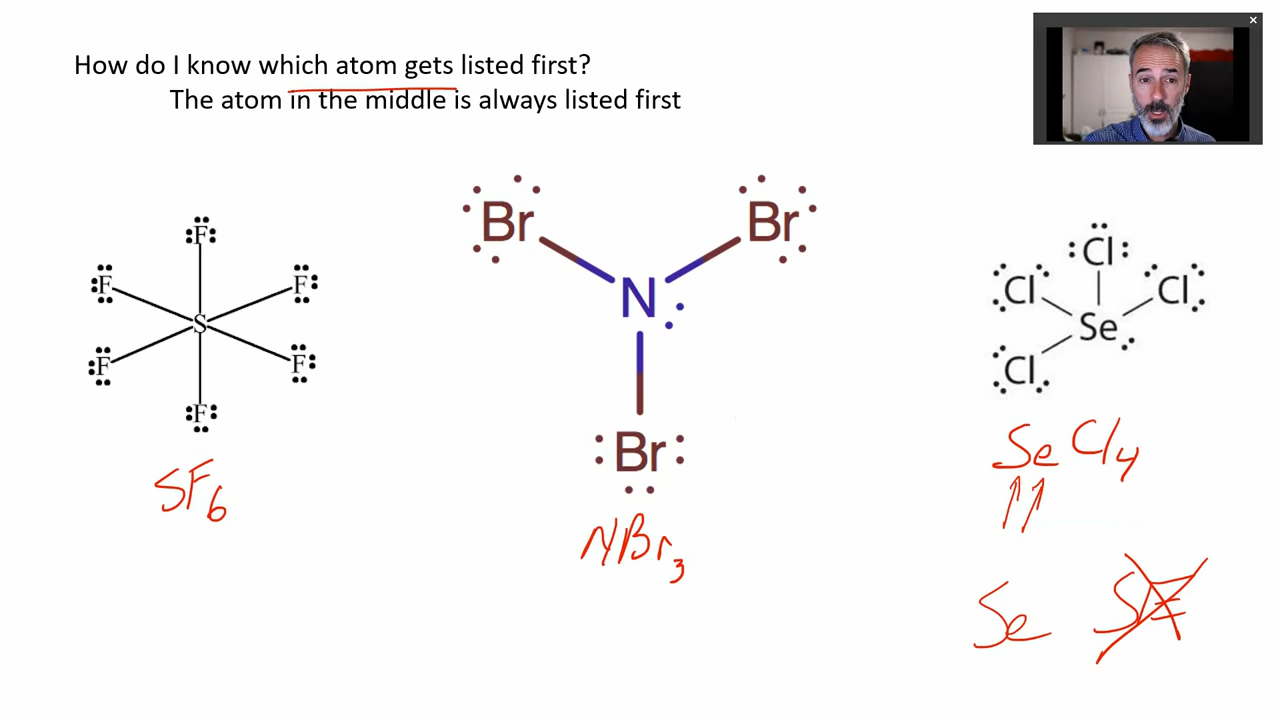 How do I know which atom gets listed first?
The atom in the middle is always listed first
F
F F
S
F F
F
SF6
Br Br
N
Br
NBr3
Cl
Cl Cl
Se
Cl
SeCl4
Se SE